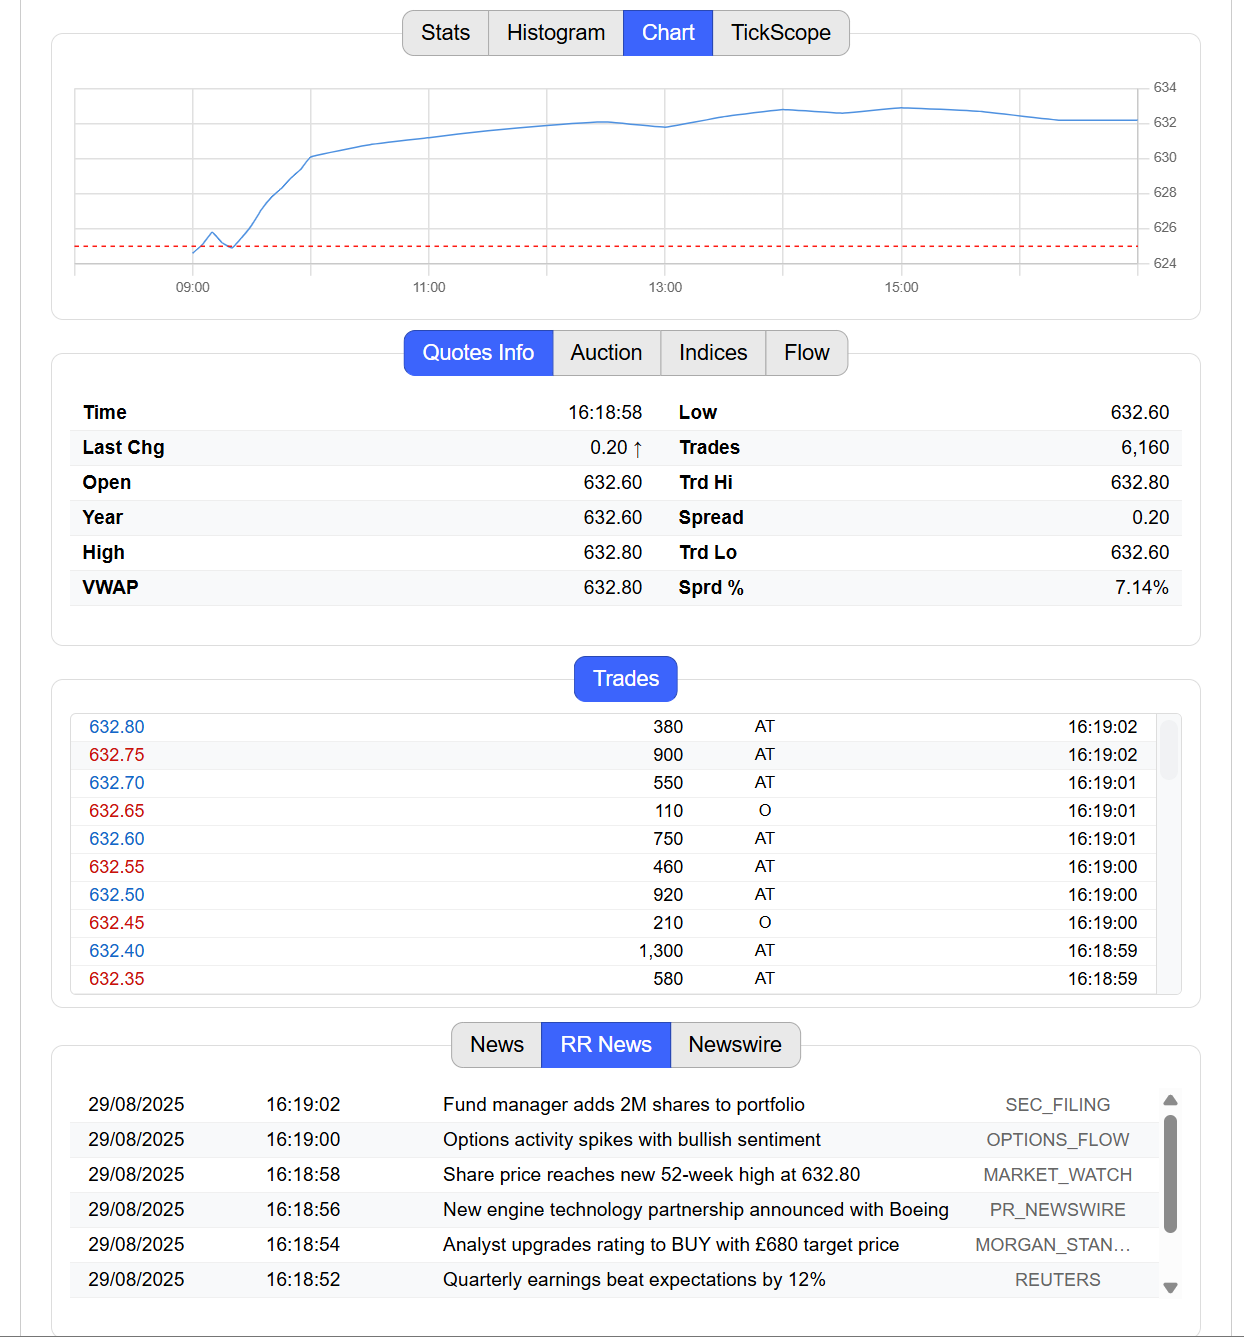 Stats Histogram Chart TickScope
634
632
630
628
626
624
09:00 11:00 13:00 15:00
Quotes Info Auction Indices Flow
Time 16:18:58 Low 632.60
Last Chg 0.20 ↑ Trades 6,160
Open 632.60 Trd Hi 632.80
Year 632.60 Spread 0.20
High 632.80 Trd Lo 632.60
VWAP 632.80 Sprd % 7.14%
Trades
632.80 380 AT 16:19:02
632.75 900 AT 16:19:02
632.70 550 AT 16:19:01
632.65 110 O 16:19:01
632.60 750 AT 16:19:01
632.55 460 AT 16:19:00
632.50 920 AT 16:19:00
632.45 210 O 16:19:00
632.40 1,300 AT 16:18:59
632.35 580 AT 16:18:59
News RR News Newswire
29/08/2025 16:19:02 Fund manager adds 2M shares to portfolio SEC_FILING
29/08/2025 16:19:00 Options activity spikes with bullish sentiment OPTIONS_FLOW
29/08/2025 16:18:58 Share price reaches new 52-week high at 632.80 MARKET_WATCH
29/08/2025 16:18:56 New engine technology partnership announced with Boeing PR_NEWSWIRE
29/08/2025 16:18:54 Analyst upgrades rating to BUY with £680 target price MORGAN_STAN...
29/08/2025 16:18:52 Quarterly earnings beat expectations by 12% REUTERS